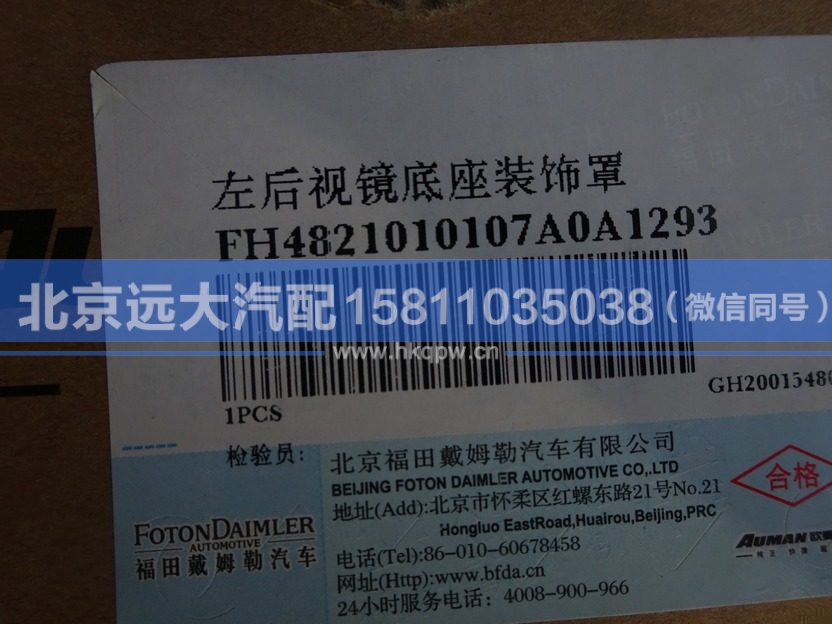 左后视镜底座装饰罩
FH4821010107A0A1293
北京远大汽配 15811035038（微信同号）
www.hkqpw.cn
1PCS
GH20015480
检验员：
北京福田戴姆勒汽车有限公司
BEIJING FOTON DAIMLER AUTOMOTIVE CO.,LTD
地址(Add):北京市怀柔区红螺东路21号No.21
Hongluo EastRoad,Huairou,Beijing,PRC
电话(Tel):86-010-60678458
网址(Http):www.bfda.cn
24小时服务电话：4008-900-966
FOTONDAIMLER
AUTOMOTIVE
福田戴姆勒汽车
合格
AUMAN 欧